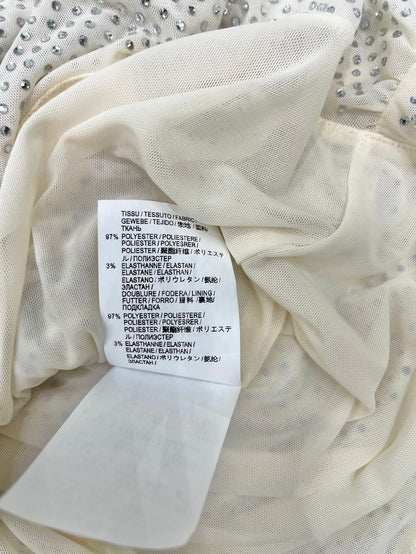 TISSU / TESSUTO / FABRIC
GEWEBE / TEJIDO /
ТКАНЬ
97% POLYESTER / POLIESTERE /
POLIESTER / POLYESRER /
POLIESTER / 聚酯纤维 / ポリエステ
ル / ПОЛИЭСТЕР
3% ELASTHANNE / ELASTAN /
ELASTANE / ELASTHAN /
ELASTANO / ポリウレタン / 氨纶 /
ЭЛАСТАН /
DOUBLURE / FODERA / LINING /
FUTTER / FORRO / 里料 / 裏地 /
ПОДКЛАДКА
97% POLYESTER / POLIESTERE /
POLIESTER / POLYESRER /
POLIESTER / 聚酯纤维 / ポリエステ
ル / ПОЛИЭСТЕР
3% ELASTHANNE / ELASTAN /
ELASTANE / ELASTHAN /
ELASTANO / ポリウレタン / 氨纶 /
ЭЛАСТАН /